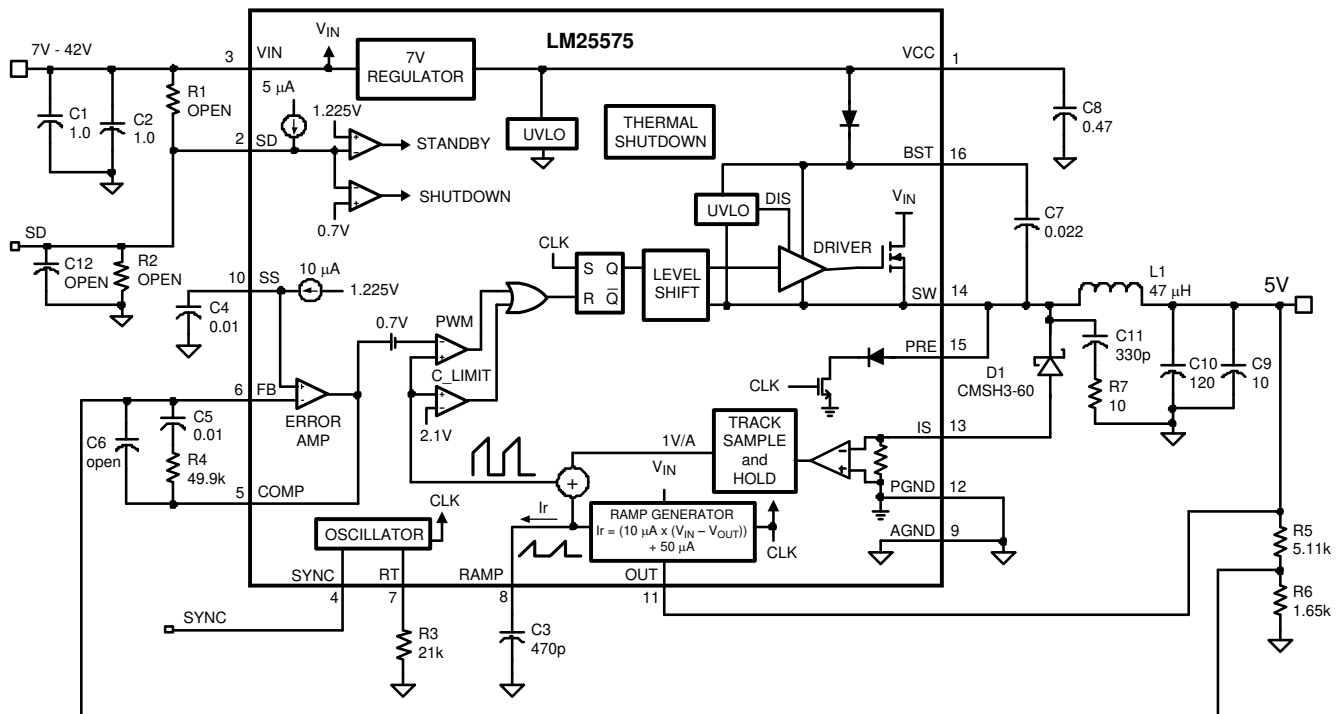 LM25575
7V - 42V
3
VIN
V_IN
7V
REGULATOR
VCC
1
R1
OPEN
C1
1.0
C2
1.0
5 µA
1.225V
2
SD
STANDBY
SHUTDOWN
0.7V
UVLO
THERMAL
SHUTDOWN
C8
0.47
BST
16
UVLO
DIS
V_IN
C7
0.022
DRIVER
SD
C12
OPEN
R2
OPEN
10
SS
10 µA
1.225V
C4
0.01
CLK
S Q
R Q̅
LEVEL
SHIFT
SW
14
L1
47 µH
5V
0.7V
PWM
C_LIMIT
2.1V
PRE
15
CLK
D1
CMSH3-60
C11
330p
R7
10
C10
120
C9
10
6
FB
ERROR
AMP
C5
0.01
C6
open
R4
49.9k
5
COMP
1V/A
TRACK
SAMPLE
and
HOLD
IS
13
+
V_IN
PGND
12
AGND
9
CLK
OSCILLATOR
Ir
RAMP GENERATOR
Ir = (10 µA x (V_IN – V_OUT))
+ 50 µA
CLK
R5
5.11k
R6
1.65k
SYNC
4
RT
7
RAMP
8
OUT
11
SYNC
R3
21k
C3
470p